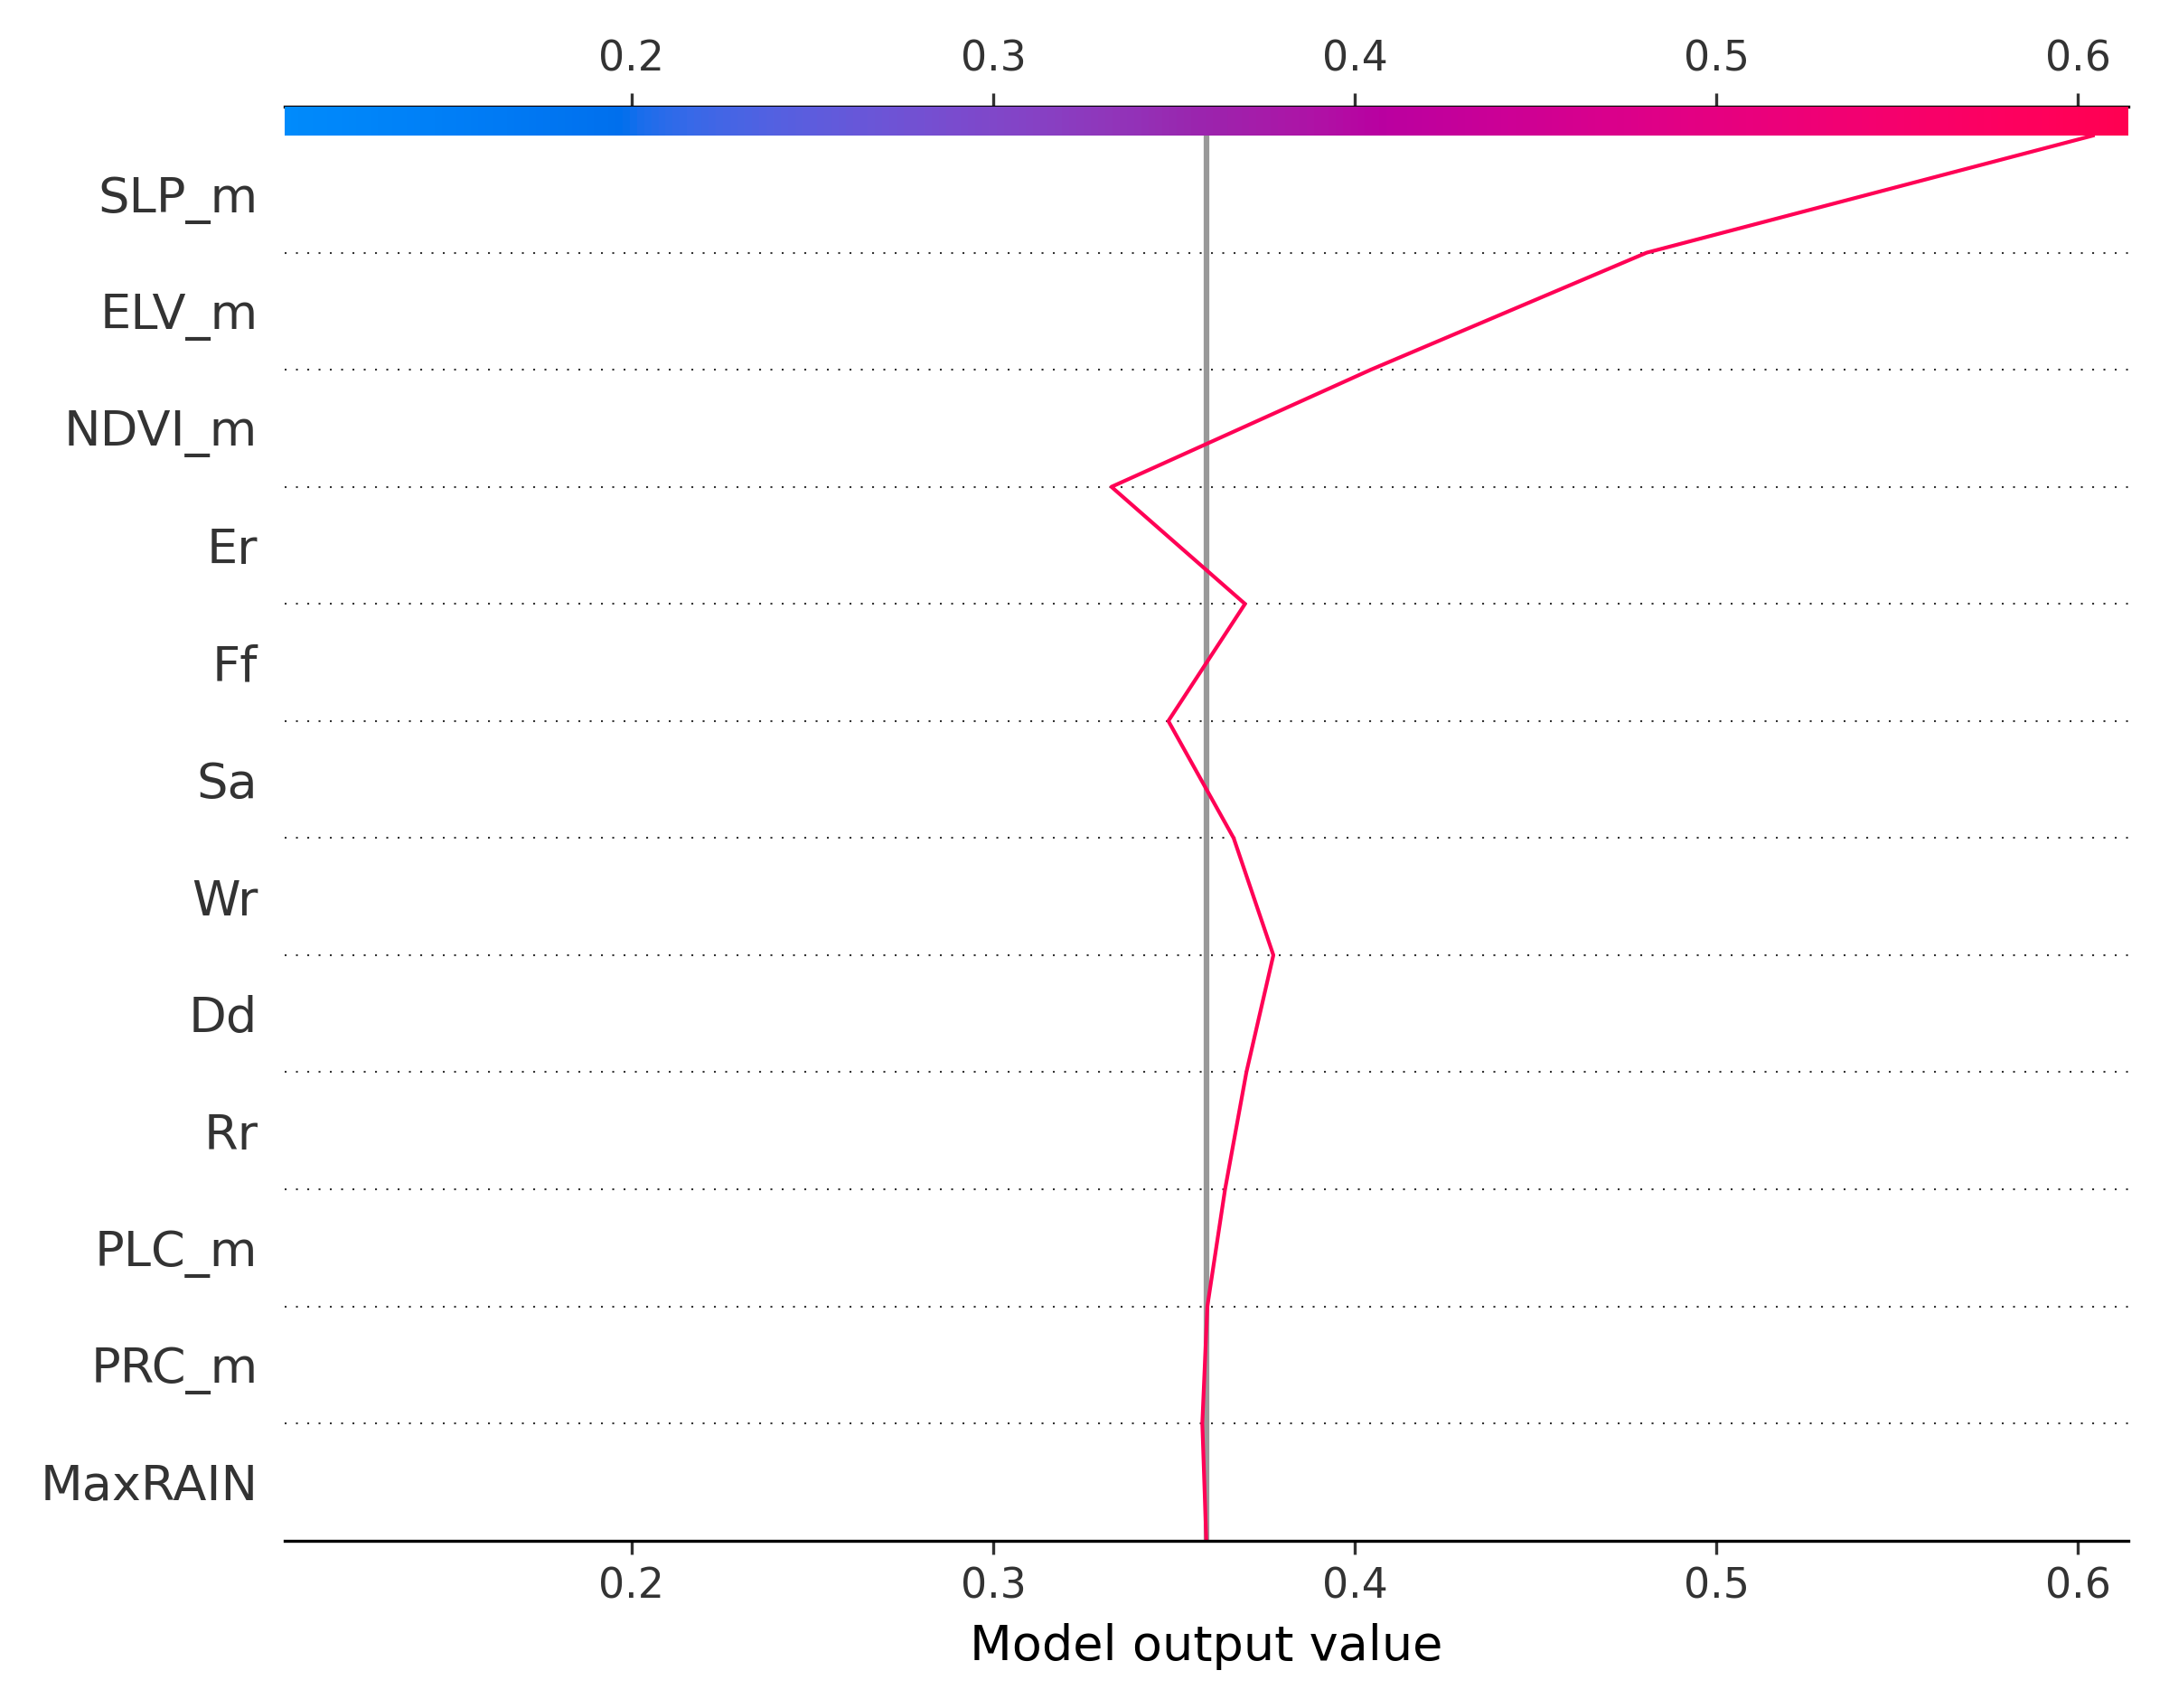 0.2 0.3 0.4 0.5 0.6
SLP_m
ELV_m
NDVI_m
Er
Ff
Sa
Wr
Dd
Rr
PLC_m
PRC_m
MaxRAIN
0.2 0.3 0.4 0.5 0.6
Model output value